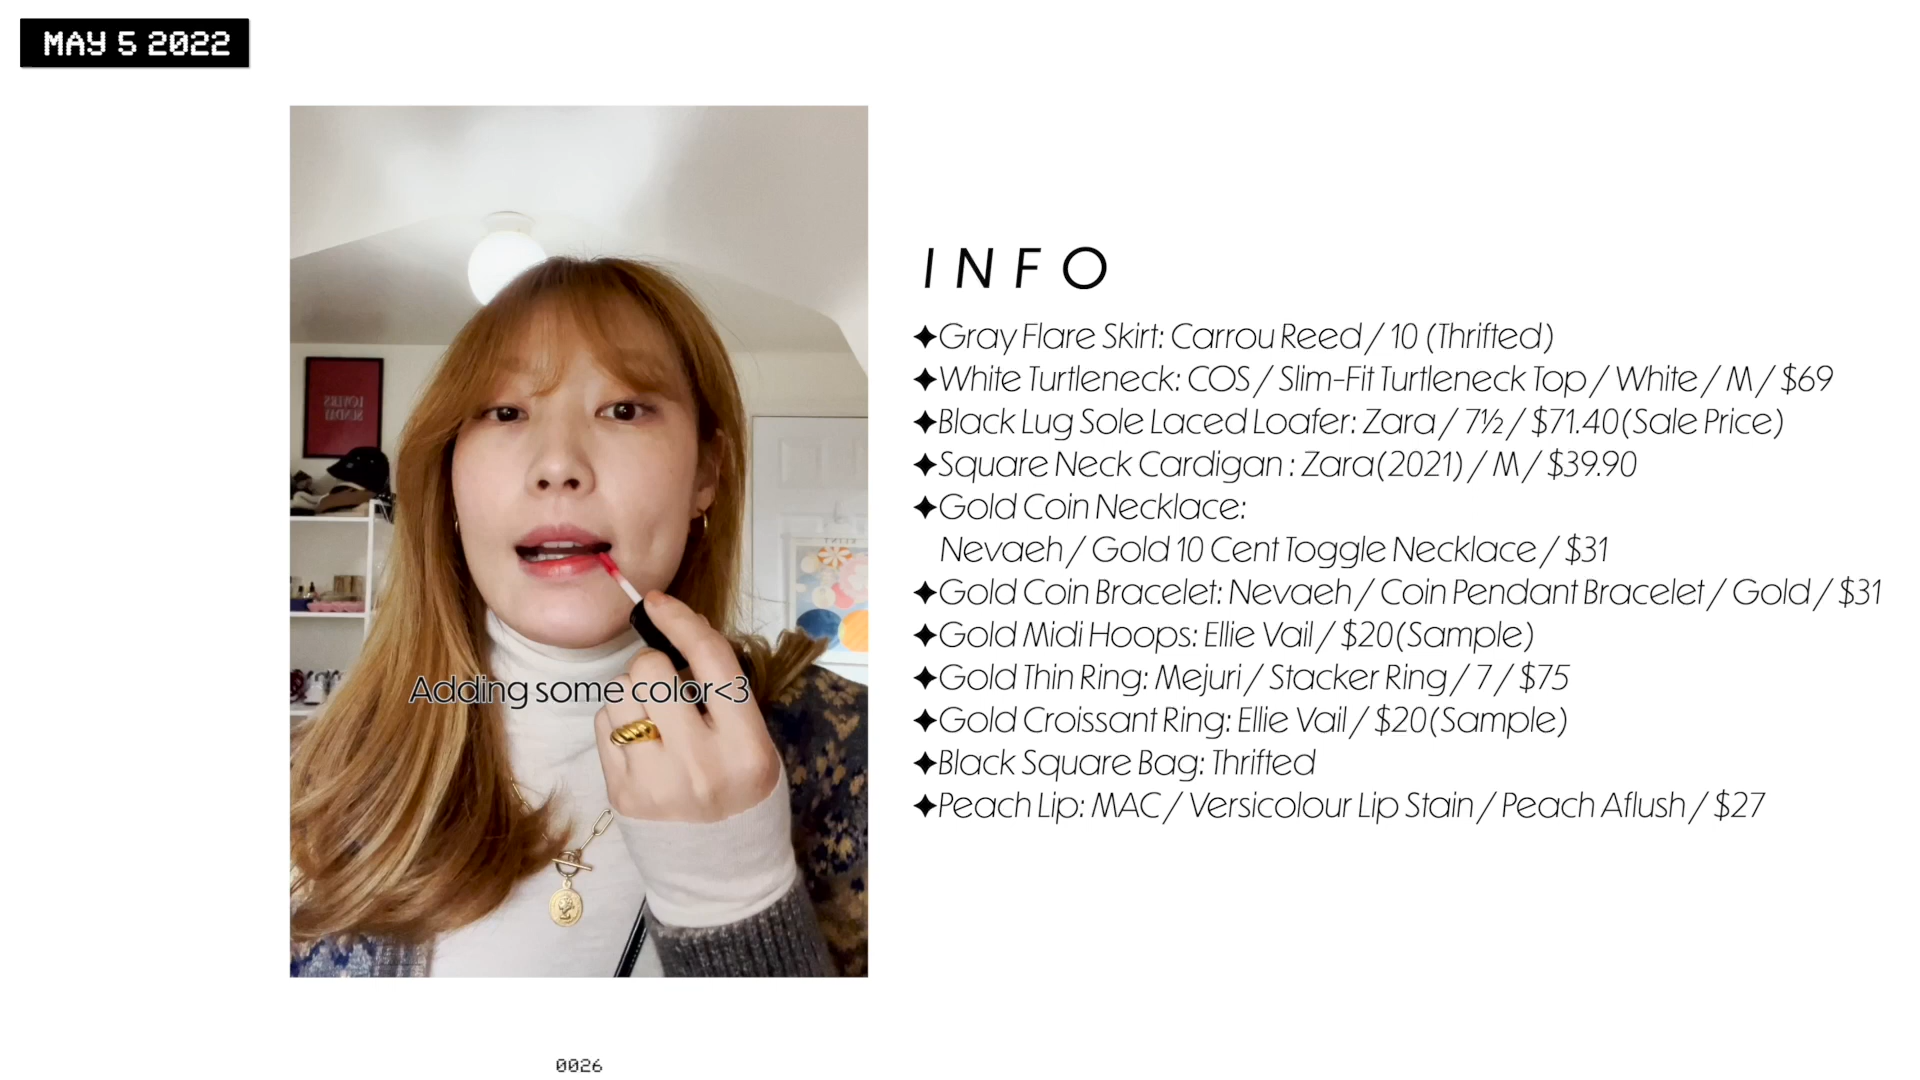 MAY 5 2022
LOVERS
SUNDAY
INFO
✦Gray Flare Skirt: Carrou Reed / 10 (Thrifted)
✦White Turtleneck: COS / Slim-Fit Turtleneck Top / White / M / $69
✦Black Lug Sole Laced Loafer: Zara / 7½ / $71.40(Sale Price)
✦Square Neck Cardigan : Zara(2021) / M / $39.90
✦Gold Coin Necklace:
Nevaeh / Gold 10 Cent Toggle Necklace / $31
✦Gold Coin Bracelet: Nevaeh / Coin Pendant Bracelet / Gold / $31
✦Gold Midi Hoops: Ellie Vail / $20(Sample)
✦Gold Thin Ring: Mejuri / Stacker Ring / 7 / $75
✦Gold Croissant Ring: Ellie Vail / $20(Sample)
✦Black Square Bag: Thrifted
✦Peach Lip: MAC / Versicolour Lip Stain / Peach Aflush / $27
Adding some color<3
0026